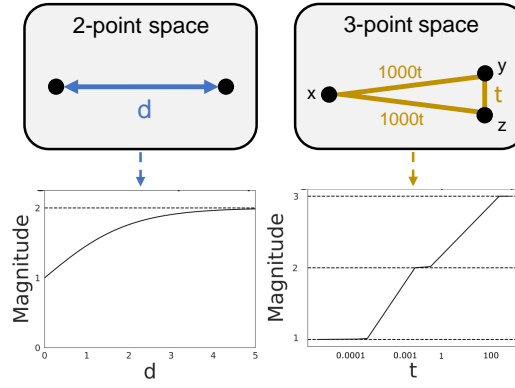 2-point space
d
3-point space
x
y
z
1000t
1000t
t
Magnitude
2
1
0
0
1
2
3
4
5
d
Magnitude
3
2
1
0.0001
0.001
1
100
t